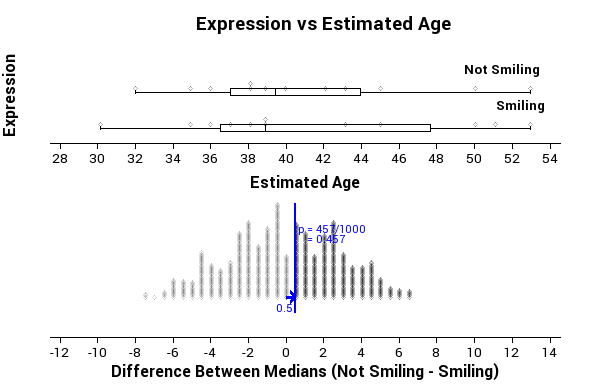 Expression vs Estimated Age
Expression
Not Smiling
Smiling
28 30 32 34 36 38 40 42 44 46 48 50 52 54
Estimated Age
p = 457/1000
= 0.457
0.5
-12 -10 -8 -6 -4 -2 0 2 4 6 8 10 12 14
Difference Between Medians (Not Smiling - Smiling)